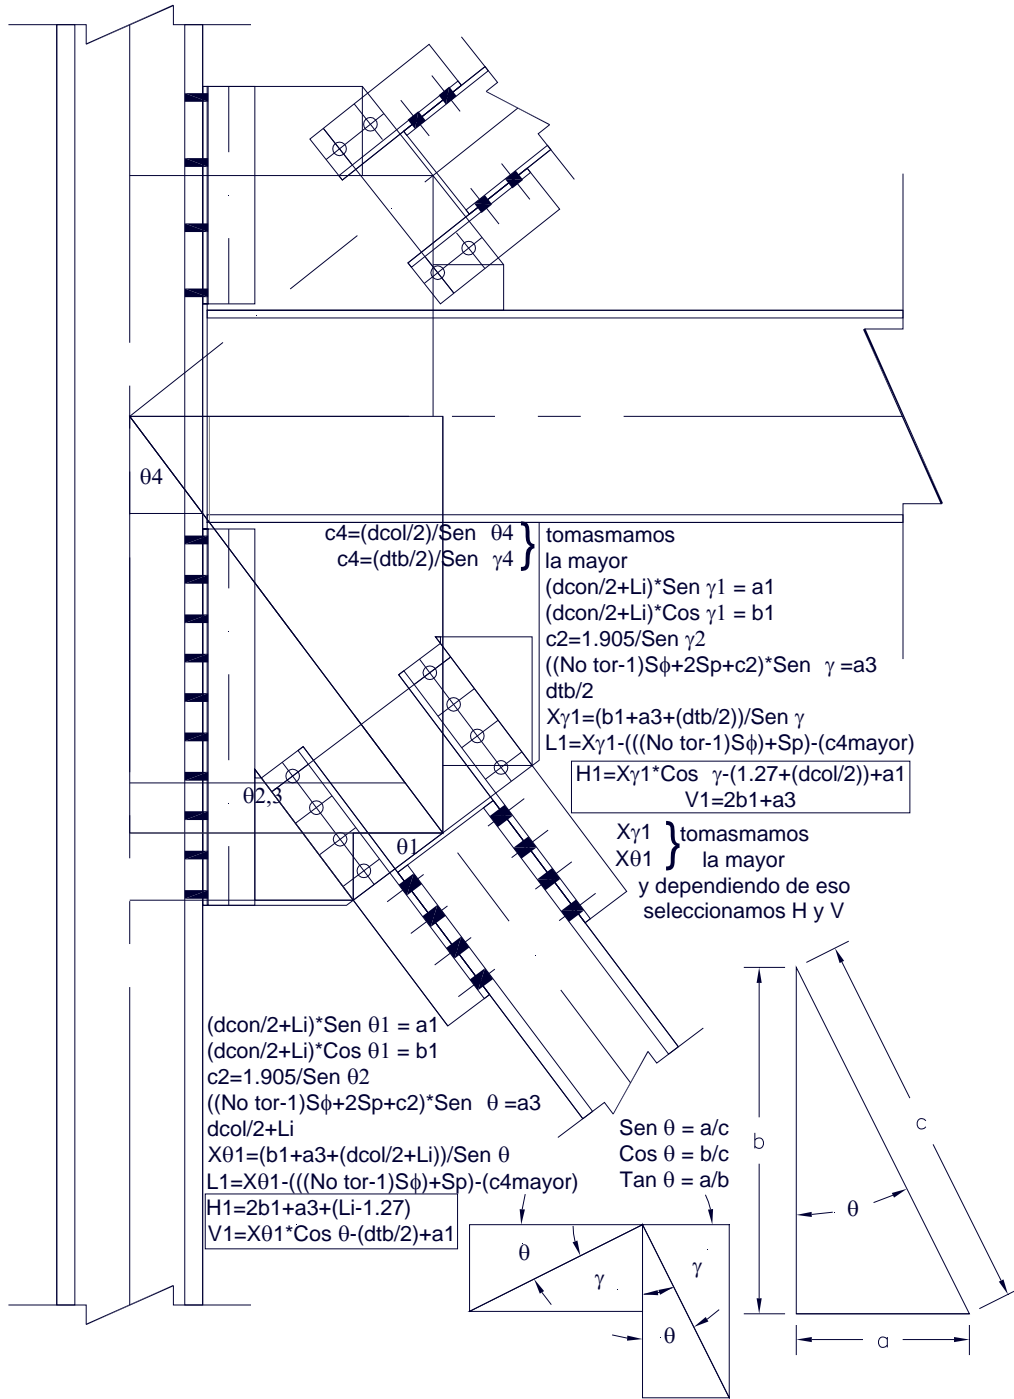 θ4
c4=(dcol/2)/Sen θ4
c4=(dtb/2)/Sen γ4
}
tomasmamos
la mayor
(dcon/2+Li)*Sen γ1 = a1
(dcon/2+Li)*Cos γ1 = b1
c2=1.905/Sen γ2
((No tor-1)Sϕ+2Sp+c2)*Sen γ =a3
dtb/2
Xγ1=(b1+a3+(dtb/2))/Sen γ
L1=Xγ1-(((No tor-1)Sϕ)+Sp)-(c4mayor)
H1=Xγ1*Cos γ-(1.27+(dcol/2))+a1
V1=2b1+a3
θ2,3
θ1
Xγ1
Xθ1
}
tomasmamos
la mayor
y dependiendo de eso
seleccionamos H y V
(dcon/2+Li)*Sen θ1 = a1
(dcon/2+Li)*Cos θ1 = b1
c2=1.905/Sen θ2
((No tor-1)Sϕ+2Sp+c2)*Sen θ =a3
dcol/2+Li
Xθ1=(b1+a3+(dcol/2+Li))/Sen θ
L1=Xθ1-(((No tor-1)Sϕ)+Sp)-(c4mayor)
H1=2b1+a3+(Li-1.27)
V1=Xθ1*Cos θ-(dtb/2)+a1
Sen θ = a/c
Cos θ = b/c
Tan θ = a/b
θ
γ
γ
θ
b
c
θ
a